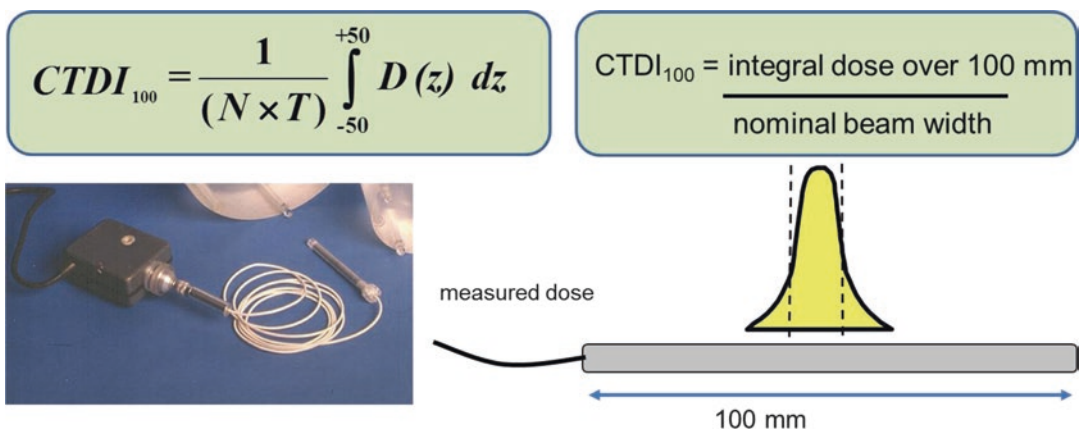 CTDI₁₀₀ = 1/(N × T) ∫₋₅₀⁺⁵⁰ D(z) dz
CTDI₁₀₀ = integral dose over 100 mm
nominal beam width
measured dose
100 mm